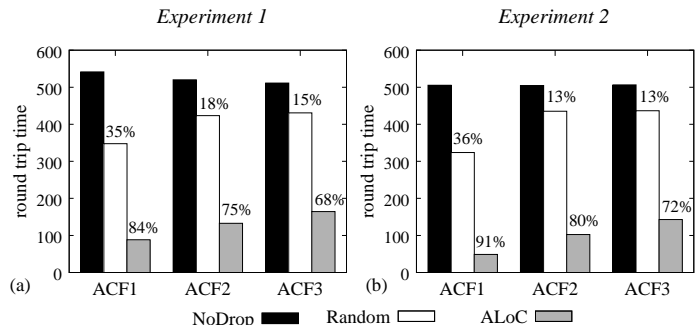 Experiment 1
Experiment 2
600
500
400
300
200
100
0
round trip time
35%
84%
18%
75%
15%
68%
(a)
ACF1 ACF2 ACF3
600
500
400
300
200
100
0
round trip time
36%
91%
13%
80%
13%
72%
(b)
ACF1 ACF2 ACF3
NoDrop Random ALoC